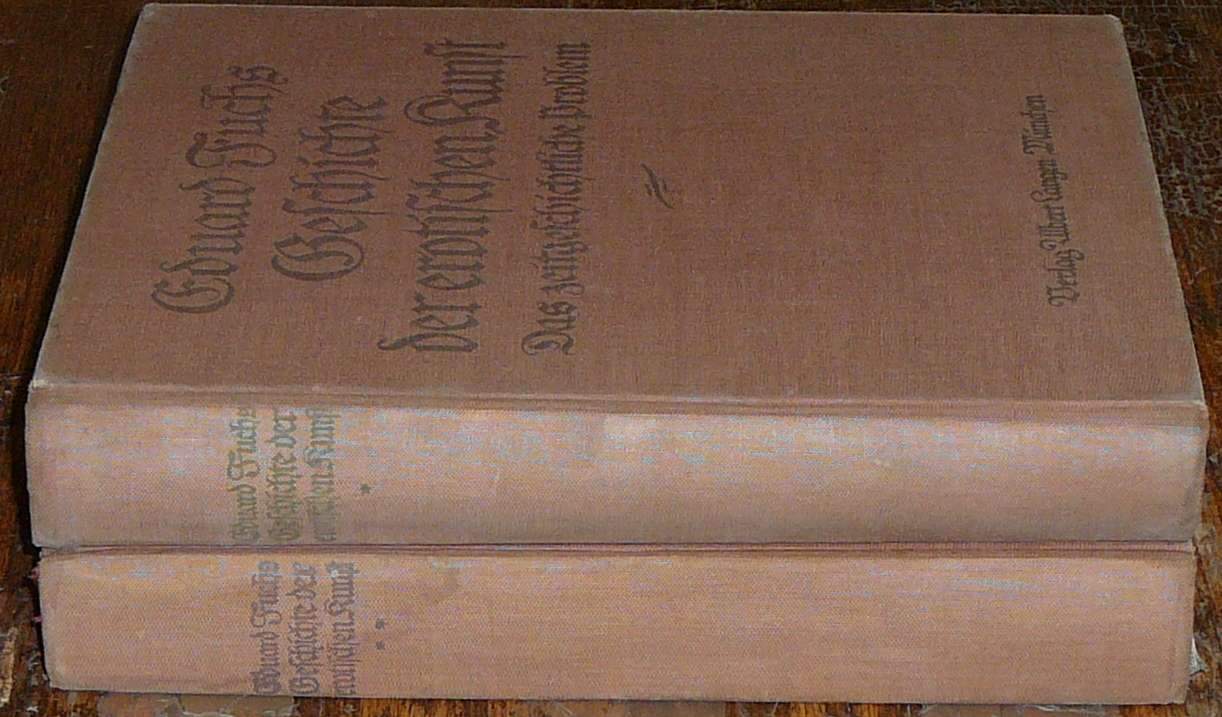 Eduard Fuchs
Geschichte
der erotischen Kunst
Das zeitgeschichtliche Problem
Verlag Albert Langen München
Eduard Fuchs
Geschichte der
erotischen Kunst
*
Eduard Fuchs
Geschichte der
erotischen Kunst
* *